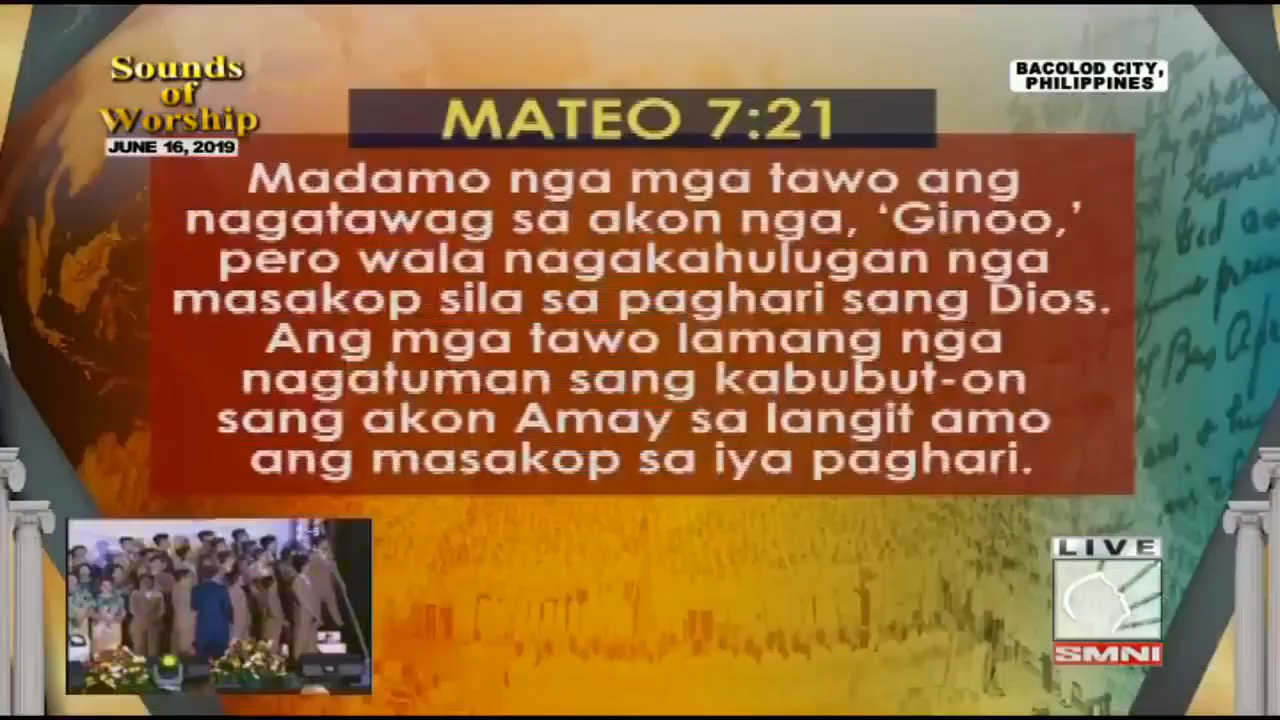 Sounds
of
Worship
JUNE 16, 2019
BACOLOD CITY,
PHILIPPINES
MATEO 7:21
Madamo nga mga tawo ang
nagatawag sa akon nga, ‘Ginoo,’
pero wala nagakahulugan nga
masakop sila sa paghari sang Dios.
Ang mga tawo lamang nga
nagatuman sang kabubut-on
sang akon Amay sa langit amo
ang masakop sa iya paghari.
LIVE
SMNI